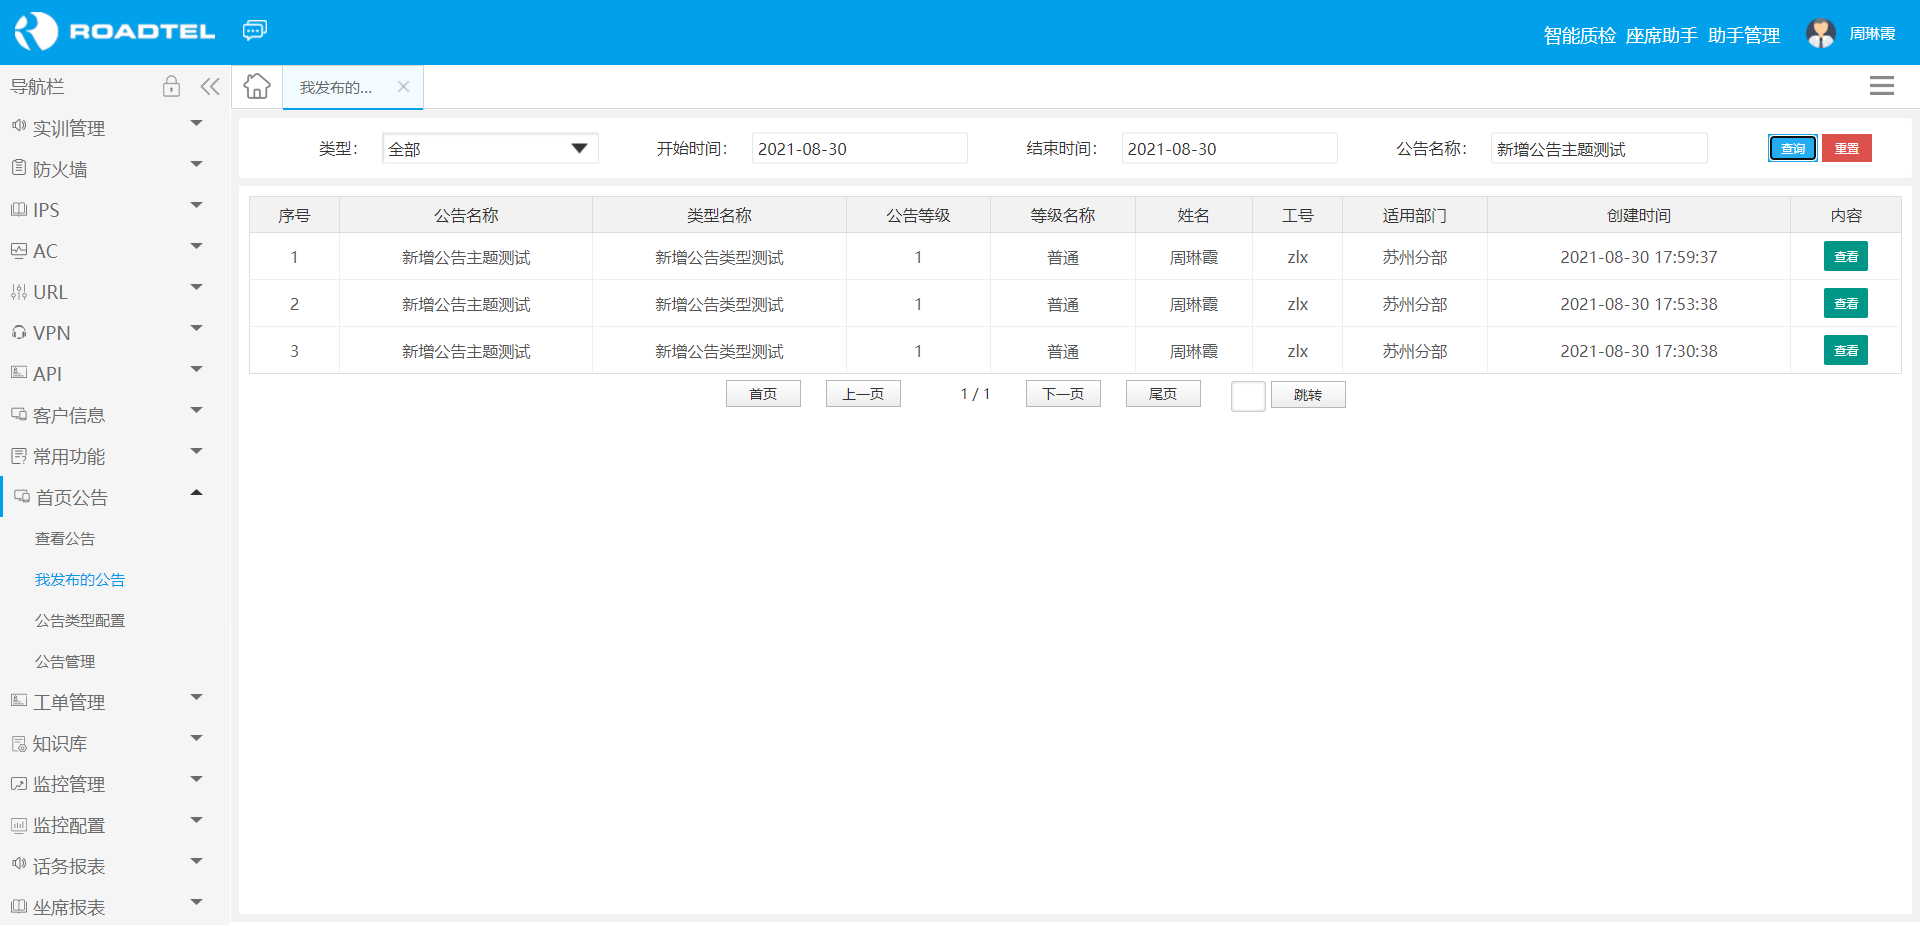 ROADTEL
智能质检 座席助手 助手管理 周琳霞
导航栏
我发布的...
实训管理
防火墙
IPS
AC
URL
VPN
API
客户信息
常用功能
首页公告
查看公告
我发布的公告
公告类型配置
公告管理
工单管理
知识库
监控管理
监控配置
话务报表
坐席报表
类型： 全部 开始时间： 2021-08-30 结束时间： 2021-08-30 公告名称： 新增公告主题测试 查询 重置
序号 公告名称 类型名称 公告等级 等级名称 姓名 工号 适用部门 创建时间 内容
1 新增公告主题测试 新增公告类型测试 1 普通 周琳霞 zlx 苏州分部 2021-08-30 17:59:37 查看
2 新增公告主题测试 新增公告类型测试 1 普通 周琳霞 zlx 苏州分部 2021-08-30 17:53:38 查看
3 新增公告主题测试 新增公告类型测试 1 普通 周琳霞 zlx 苏州分部 2021-08-30 17:30:38 查看
首页 上一页 1 / 1 下一页 尾页 跳转